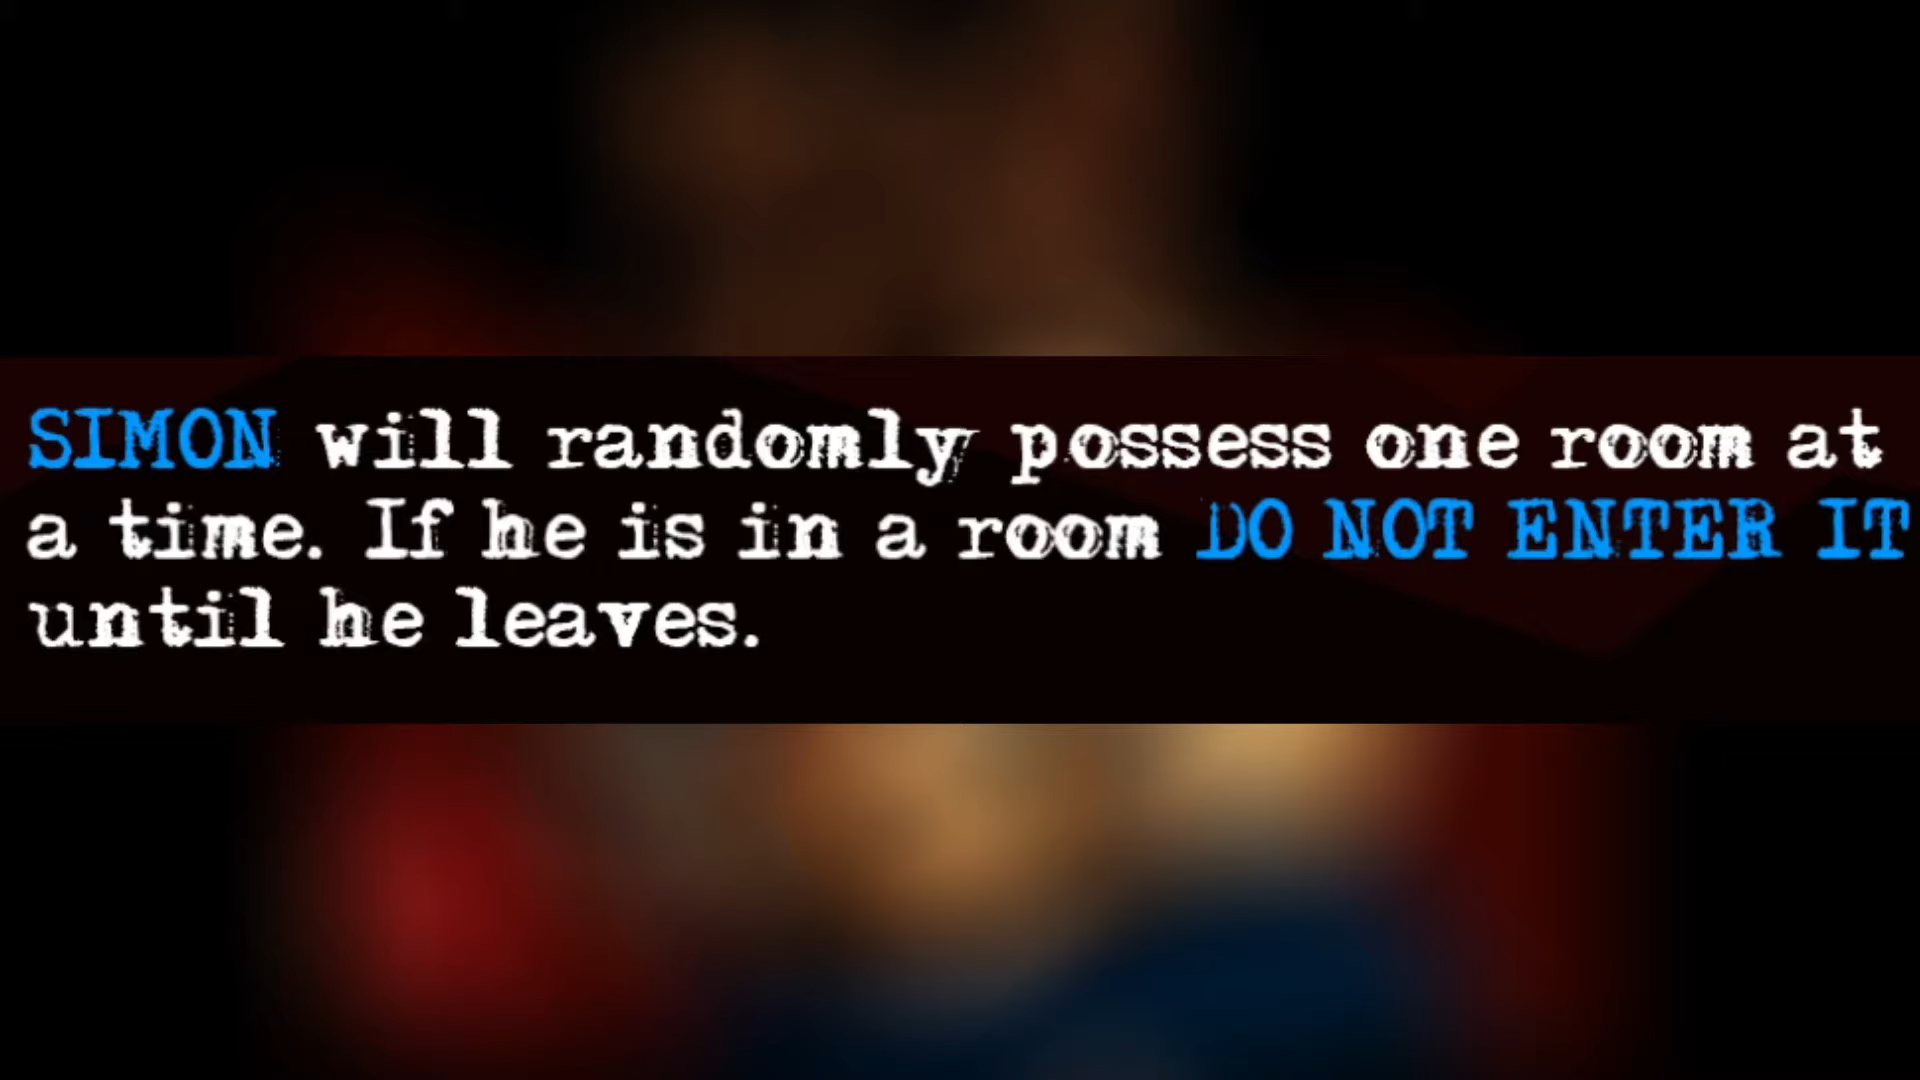 SIMON will randomly possess one room at
a time. If he is in a room DO NOT ENTER IT
until he leaves.